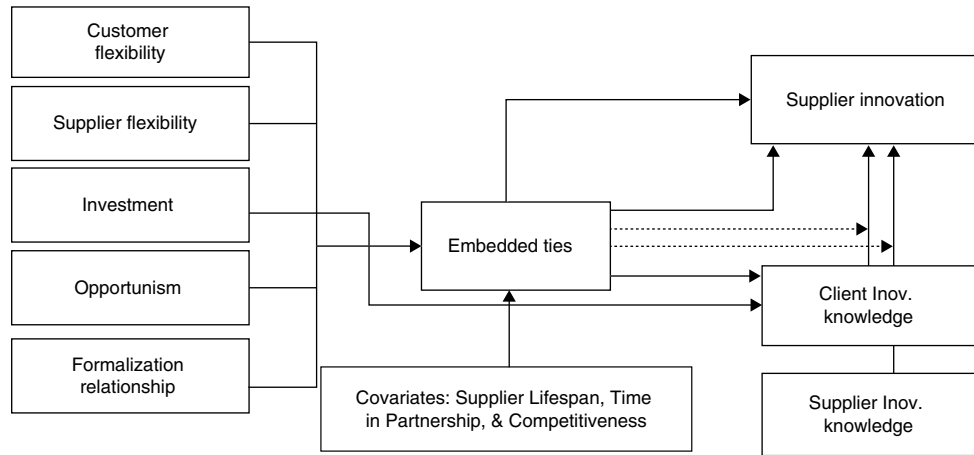 Customer
flexibility
Supplier flexibility
Investment
Opportunism
Formalization
relationship
Embedded ties
Covariates: Supplier Lifespan, Time
in Partnership, & Competitiveness
Supplier innovation
Client Inov.
knowledge
Supplier Inov.
knowledge